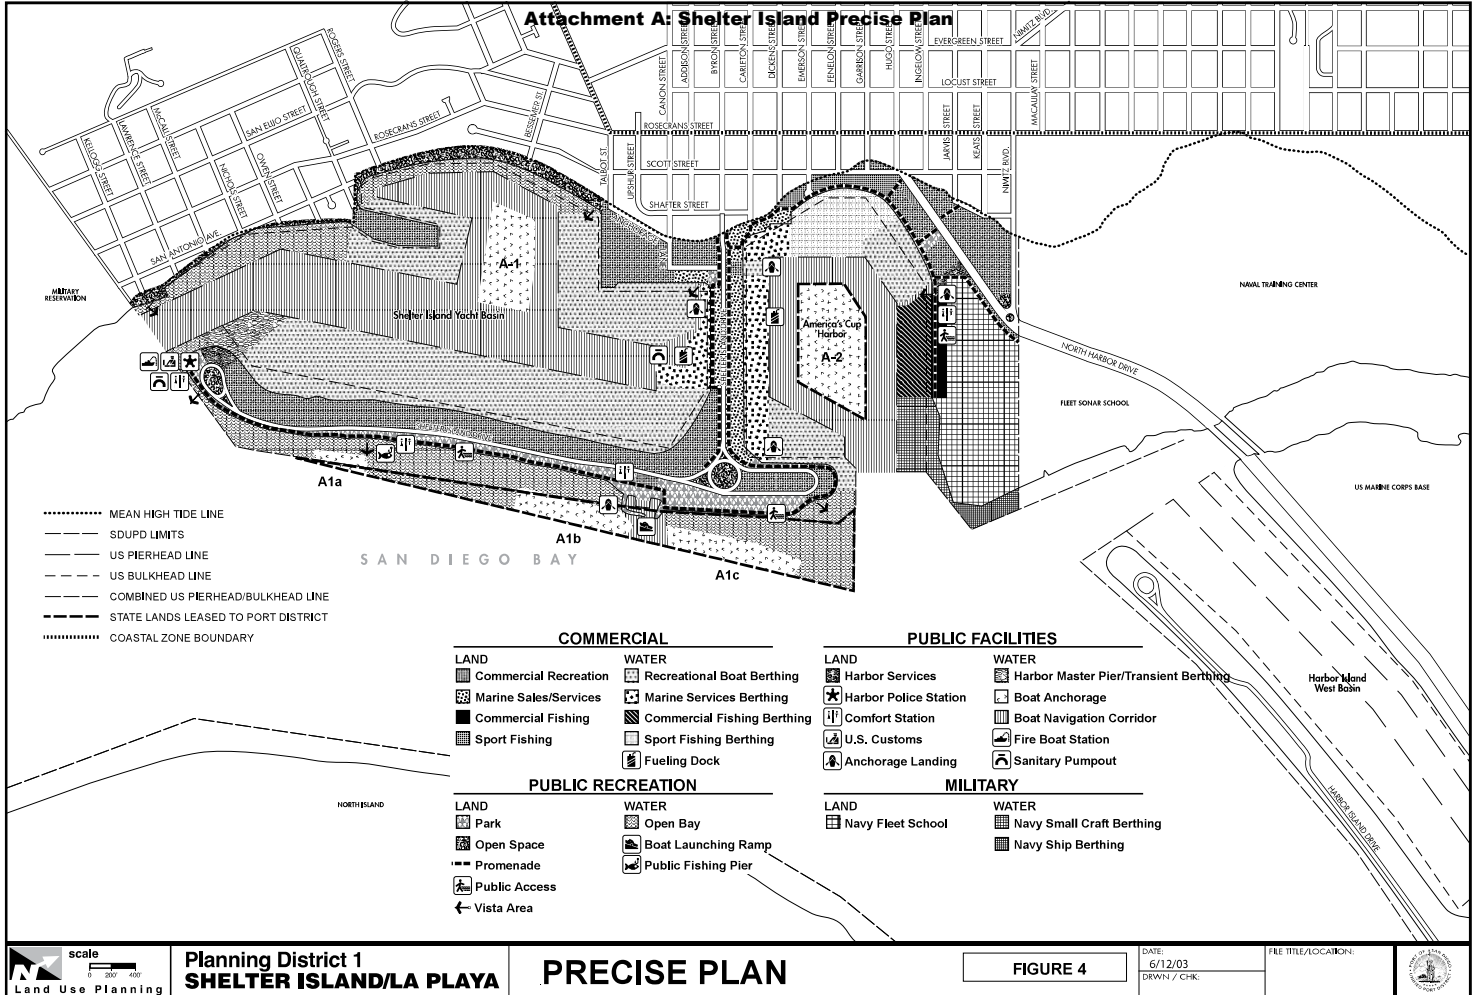 Attachment A: Shelter Island Precise Plan
ROGERS STREET
QUALTROUGH STREET
McCALL STREET
LAWRENCE STREET
KELLOGG STREET
SAN ELIJO STREET
ROSECRANS STREET
BESSEMER ST.
OWEN STREET
NICHOLS STREET
SAN ANTONIO AVE.
TALBOT ST.
UPSHUR STREET
CANON STREET
ADDISON STREET
BYRON STREET
CARLETON STREET
DICKENS STREET
EMERSON STREET
FENELON STREET
GARRISON STREET
HUGO STREET
INGELOW STREET
JARVIS STREET
KEATS STREET
MACAULAY STREET
NIMITZ BLVD.
NIMITZ BLVD.
EVERGREEN STREET
LOCUST STREET
ROSECRANS STREET
SCOTT STREET
SHAFTER STREET
MILITARY
RESERVATION
A-1
Shelter Island Yacht Basin
America's Cup
Harbor
A-2
NAVAL TRAINING CENTER
NORTH HARBOR DRIVE
FLEET SONAR SCHOOL
US MARINE CORPS BASE
A1a
A1b
A1c
SAN DIEGO BAY
Harbor Island
West Basin
HARBOR ISLAND DRIVE
NORTH ISLAND
MEAN HIGH TIDE LINE
SDUPD LIMITS
US PIERHEAD LINE
US BULKHEAD LINE
COMBINED US PIERHEAD/BULKHEAD LINE
STATE LANDS LEASED TO PORT DISTRICT
COASTAL ZONE BOUNDARY
COMMERCIAL
LAND
Commercial Recreation
Marine Sales/Services
Commercial Fishing
Sport Fishing
WATER
Recreational Boat Berthing
Marine Services Berthing
Commercial Fishing Berthing
Sport Fishing Berthing
Fueling Dock
PUBLIC FACILITIES
LAND
Harbor Services
Harbor Police Station
Comfort Station
U.S. Customs
Anchorage Landing
WATER
Harbor Master Pier/Transient Berthing
Boat Anchorage
Boat Navigation Corridor
Fire Boat Station
Sanitary Pumpout
PUBLIC RECREATION
LAND
Park
Open Space
Promenade
Public Access
Vista Area
WATER
Open Bay
Boat Launching Ramp
Public Fishing Pier
MILITARY
LAND
Navy Fleet School
WATER
Navy Small Craft Berthing
Navy Ship Berthing
N
scale
0 200' 400'
Land Use Planning
Planning District 1
SHELTER ISLAND/LA PLAYA
PRECISE PLAN
FIGURE 4
DATE:
6/12/03
DRWN / CHK:
FILE TITLE/LOCATION: